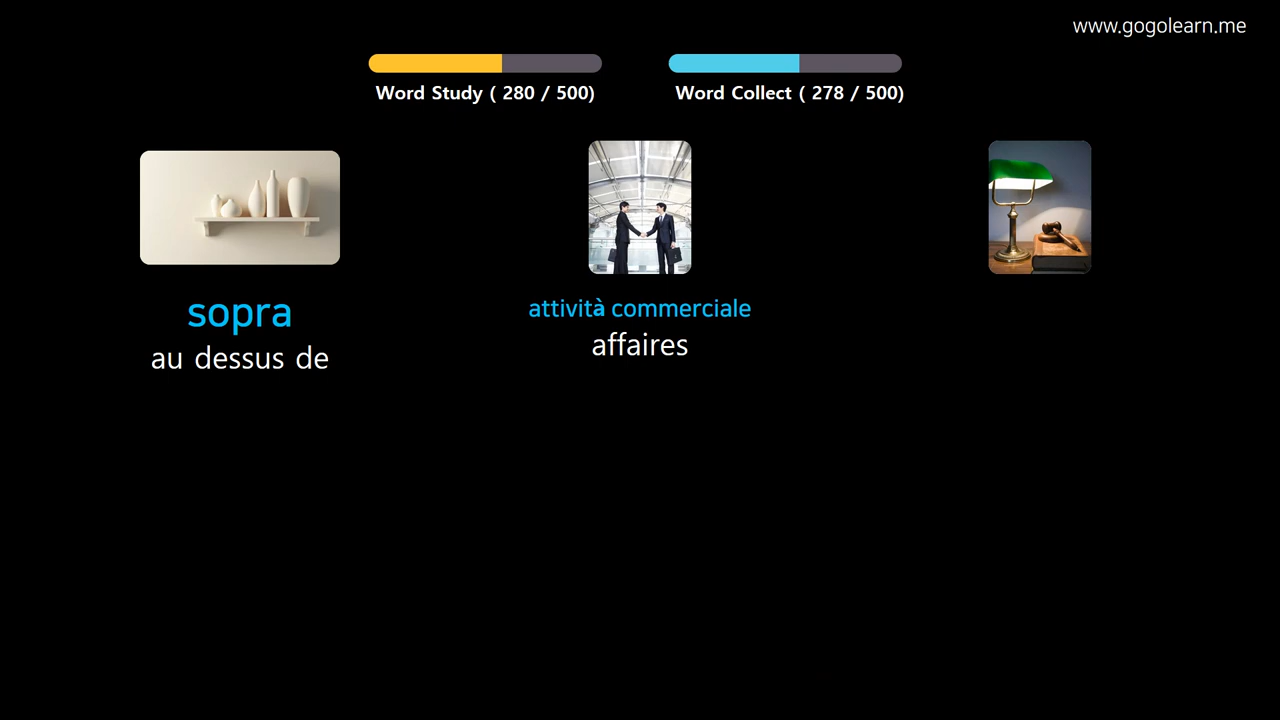 www.gogolearn.me
Word Study ( 280 / 500)
Word Collect ( 278 / 500)
sopra
au dessus de
attività commerciale
affaires